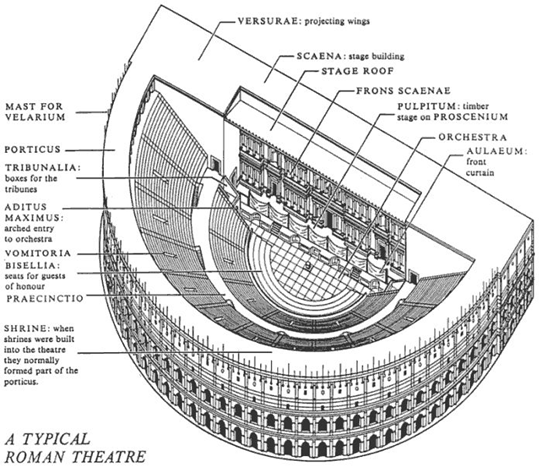 VERSURAE: projecting wings
SCAENA: stage building
STAGE ROOF
FRONS SCAENAE
PULPITUM: timber
stage on PROSCENIUM
ORCHESTRA
AULAEUM:
front
curtain
MAST FOR
VELARIUM
PORTICUS
TRIBUNALIA:
boxes for the
tribunes
ADITUS
MAXIMUS:
arched entry
to orchestra
VOMITORIA
BISELLIA:
seats for guests
of honour
PRAECINCTIO
SHRINE: when
shrines were built
into the theatre
they normally
formed part of the
porticus.
A TYPICAL
ROMAN THEATRE